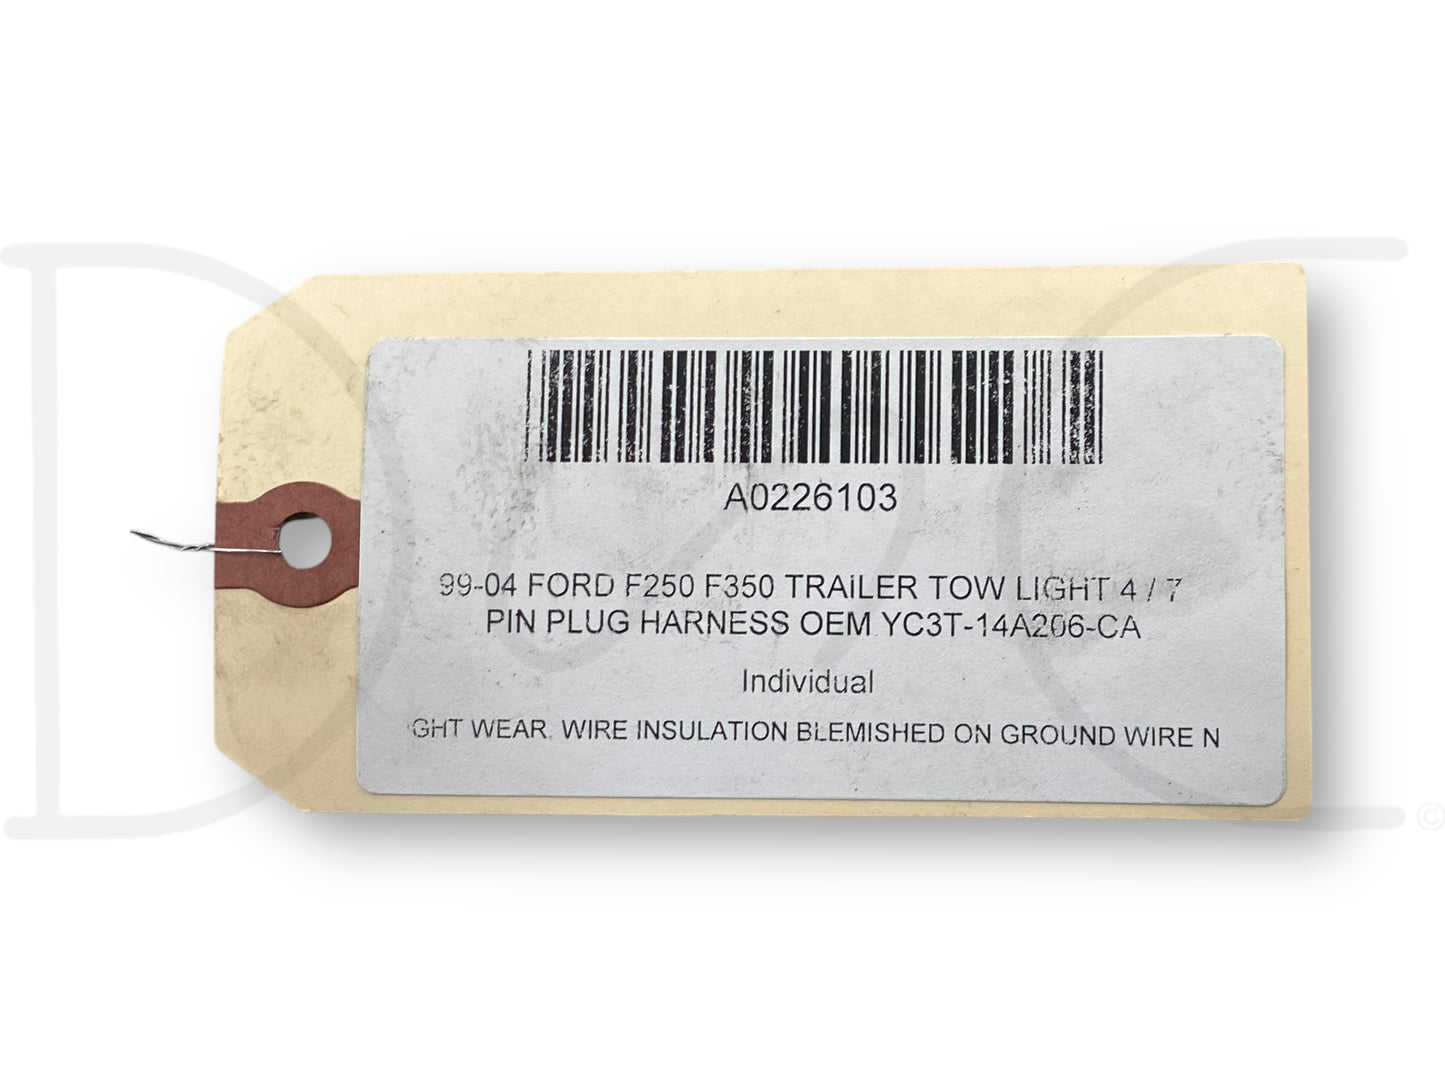 A0226103
99-04 FORD F250 F350 TRAILER TOW LIGHT 4 / 7
PIN PLUG HARNESS OEM YC3T-14A206-CA
Individual
GHT WEAR. WIRE INSULATION BLEMISHED ON GROUND WIRE N
©